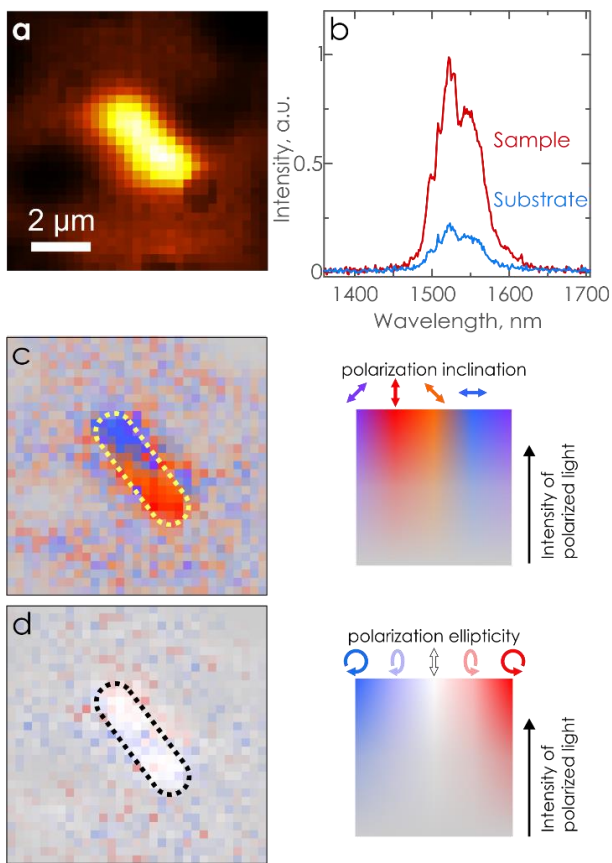 a
2 μm
b
Intensity, a.u.
1
0.5
0
Sample
Substrate
1400
1500
1600
1700
Wavelength, nm
c
polarization inclination
Intensity of
polarized light
d
polarization ellipticity
Intensity of
polarized light